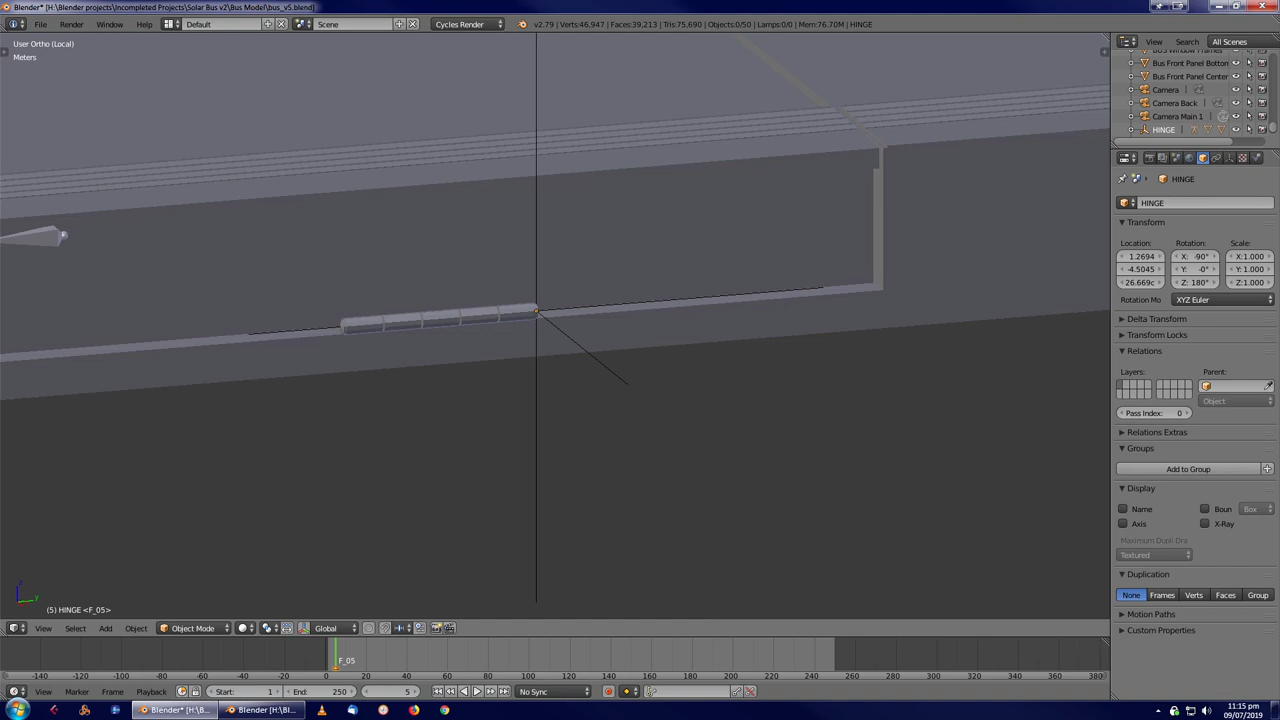 Blender* [H:\Blender projects\Incompleted Projects\Solar Bus v2\Bus Model\bus_v5.blend]
File Render Window Help Default Scene Cycles Render v2.79 | Verts:46,947 | Faces:39,213 | Tris:75,690 | Objects:0/50 | Lamps:0/0 | Mem:76.70M | HINGE
User Ortho (Local)
Meters
View Search All Scenes
Bus Front Panel Botton
Bus Front Panel Center
Camera
Camera Back
Camera Main 1
HINGE
HINGE
HINGE
Transform
Location: Rotation: Scale:
1.2694 X: -90° X:1.000
-4.5045 Y: -0° Y:1.000
26.669c Z: 180° Z:1.000
Rotation Mo XYZ Euler
Delta Transform
Transform Locks
Relations
Layers: Parent:
Object
Pass Index: 0
Relations Extras
Groups
Add to Group
Display
Name Boun Box
Axis X-Ray
Maximum Dupli Dra
Textured
Duplication
None Frames Verts Faces Group
Motion Paths
Custom Properties
z
y
(5) HINGE <F_05>
View Select Add Object Object Mode Global
F_05
-140 -120 -100 -80 -60 -40 -20 0 20 40 60 80 100 120 140 160 180 200 220 240 260 280 300 320 340 360 380
View Marker Frame Playback Start: 1 End: 250 5 No Sync
Blender* [H:\B... Blender [H:\B... 11:15 pm
09/07/2019